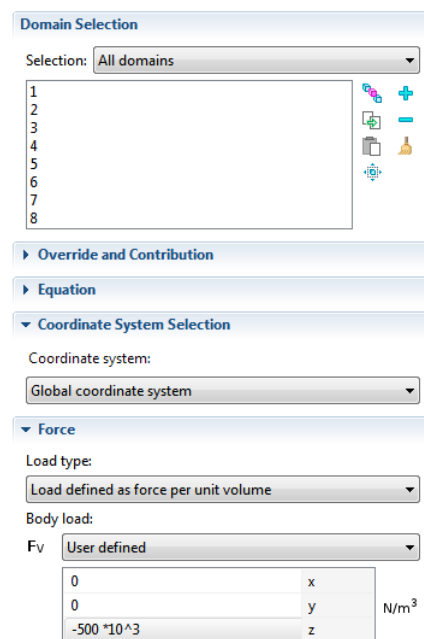 Domain Selection
Selection: All domains
1
2
3
4
5
6
7
8
Override and Contribution
Equation
Coordinate System Selection
Coordinate system:
Global coordinate system
Force
Load type:
Load defined as force per unit volume
Body load:
Fv User defined
0 x
0 y N/m³
-500 *10^3 z